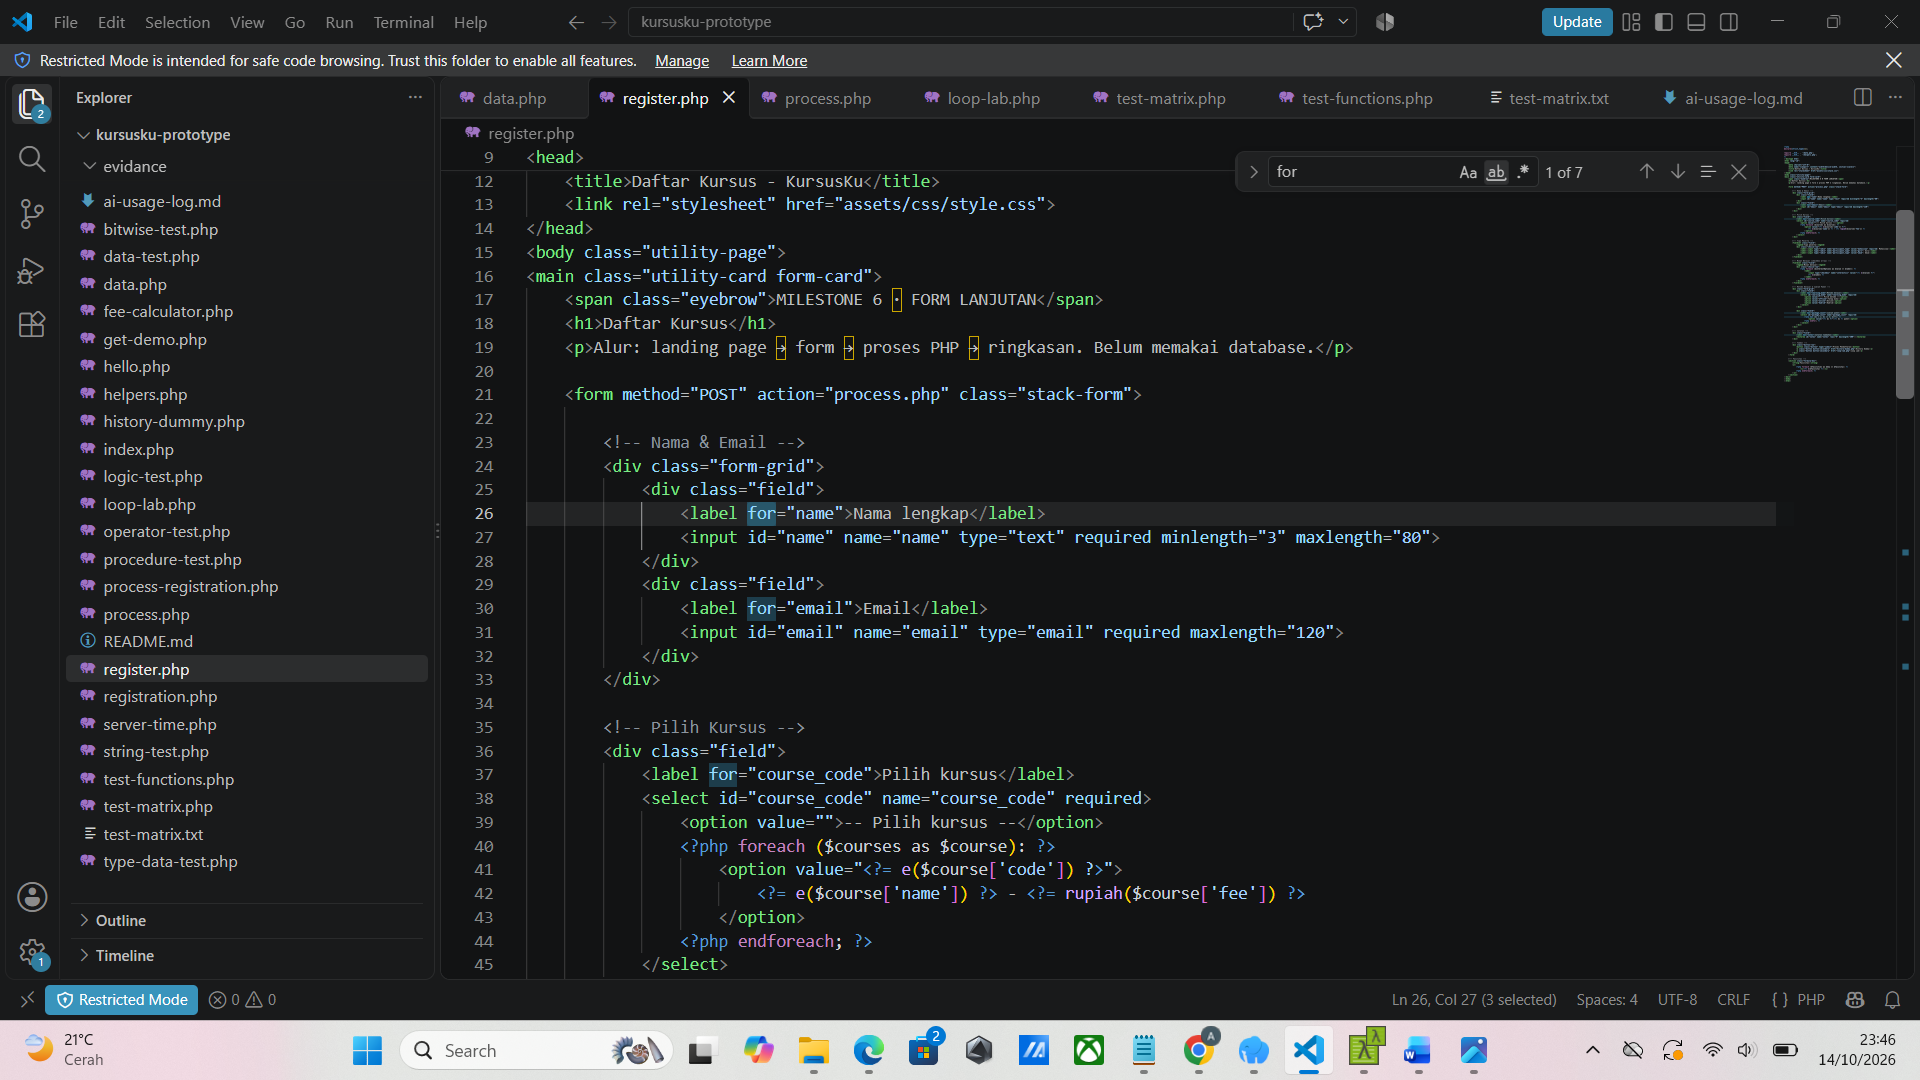 File Edit Selection View Go Run Terminal Help
kursusku-prototype
Update
Restricted Mode is intended for safe code browsing. Trust this folder to enable all features. Manage Learn More
Explorer
data.php register.php process.php loop-lab.php test-matrix.php test-functions.php test-matrix.txt ai-usage-log.md
2
kursusku-prototype
evidance
ai-usage-log.md
bitwise-test.php
data-test.php
data.php
fee-calculator.php
get-demo.php
hello.php
helpers.php
history-dummy.php
index.php
logic-test.php
loop-lab.php
operator-test.php
procedure-test.php
process-registration.php
process.php
README.md
register.php
registration.php
server-time.php
string-test.php
test-functions.php
test-matrix.php
test-matrix.txt
type-data-test.php
Outline
Timeline
1
register.php
for
Aa ab .* 1 of 7
9 <head>
12 <title>Daftar Kursus - KursusKu</title>
13 <link rel="stylesheet" href="assets/css/style.css">
14 </head>
15 <body class="utility-page">
16 <main class="utility-card form-card">
17 <span class="eyebrow">MILESTONE 6 · FORM LANJUTAN</span>
18 <h1>Daftar Kursus</h1>
19 <p>Alur: landing page → form → proses PHP → ringkasan. Belum memakai database.</p>
20
21 <form method="POST" action="process.php" class="stack-form">
22
23 <!-- Nama & Email -->
24 <div class="form-grid">
25 <div class="field">
26 <label for="name">Nama lengkap</label>
27 <input id="name" name="name" type="text" required minlength="3" maxlength="80">
28 </div>
29 <div class="field">
30 <label for="email">Email</label>
31 <input id="email" name="email" type="email" required maxlength="120">
32 </div>
33 </div>
34
35 <!-- Pilih Kursus -->
36 <div class="field">
37 <label for="course_code">Pilih kursus</label>
38 <select id="course_code" name="course_code" required>
39 <option value="">-- Pilih kursus --</option>
40 <?php foreach ($courses as $course): ?>
41 <option value="<?= e($course['code']) ?>">
42 <?= e($course['name']) ?> - <?= rupiah($course['fee']) ?>
43 </option>
44 <?php endforeach; ?>
45 </select>
Restricted Mode 0 0
Ln 26, Col 27 (3 selected) Spaces: 4 UTF-8 CRLF { } PHP
21°C
Cerah
Search
2
A
23:46
14/10/2026